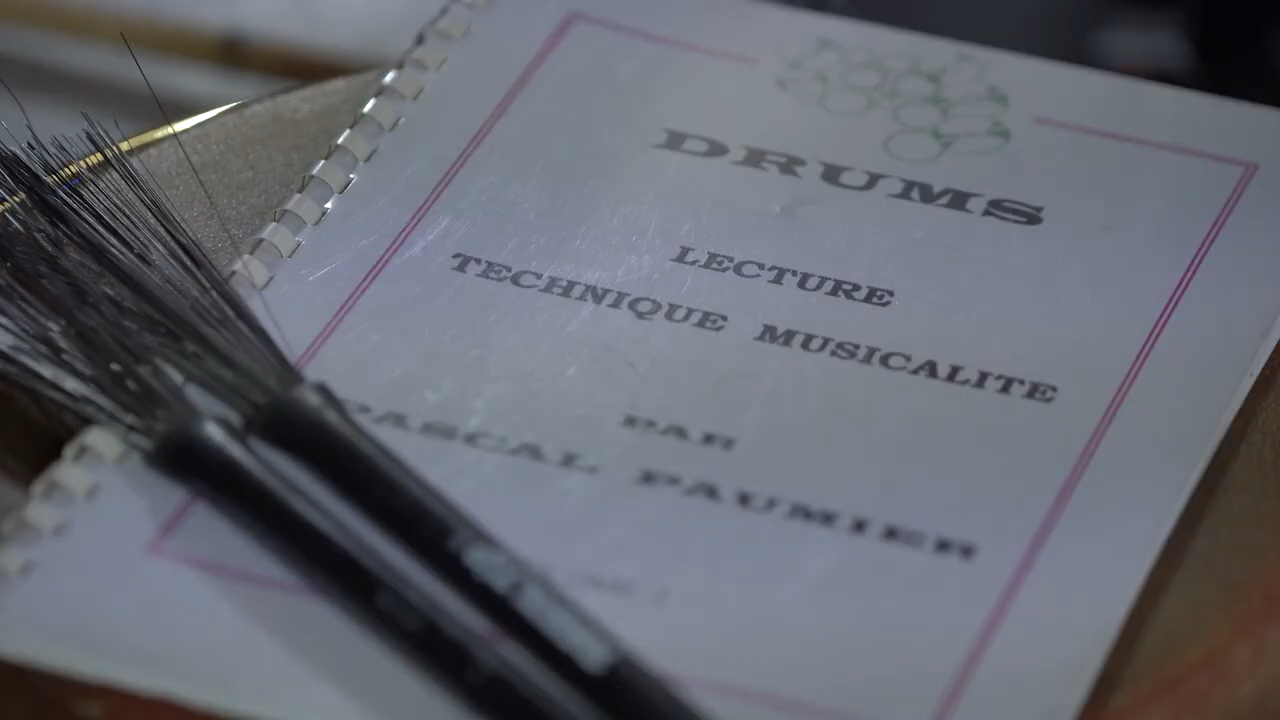 DRUMS
LECTURE
TECHNIQUE MUSICALITE
PAR
PASCAL PAUMIER